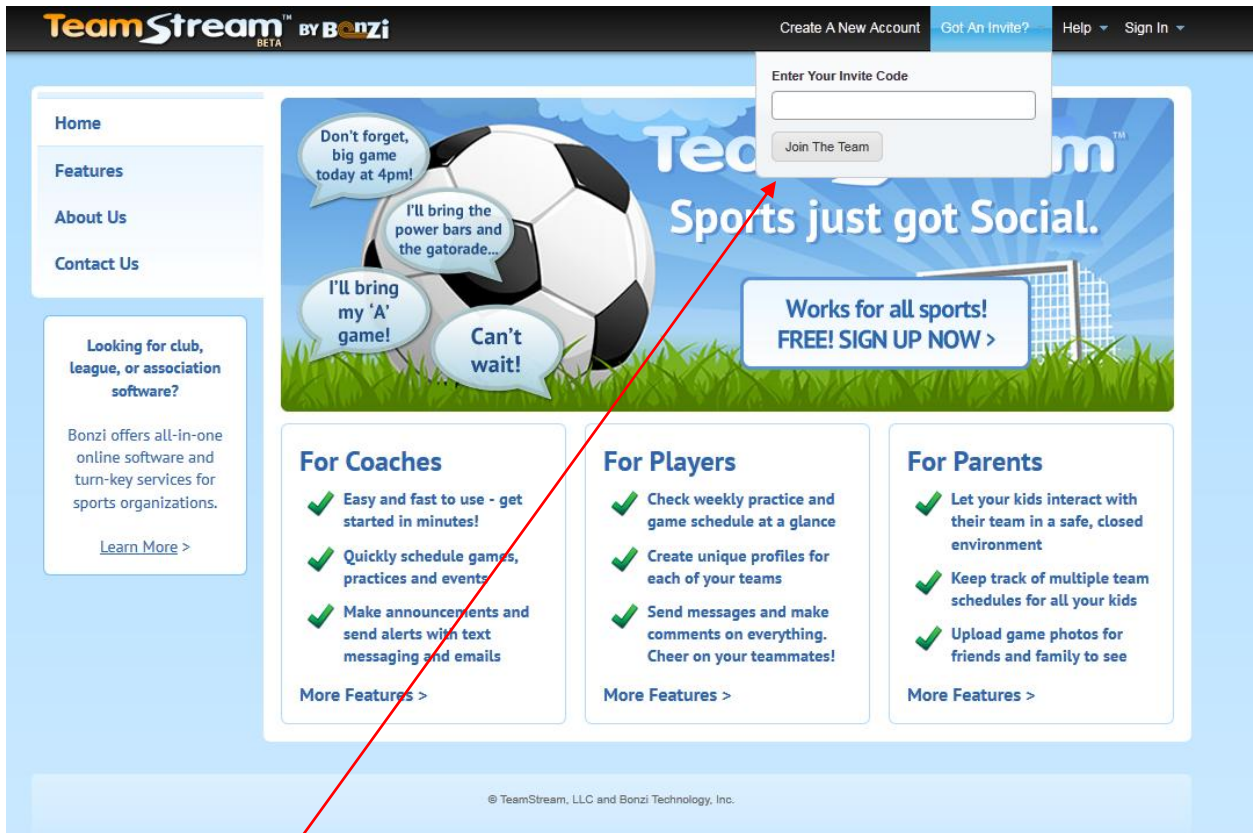 TeamStream™ BY Bonzi
BETA
Create A New Account
Got An Invite?
Help
Sign In
Enter Your Invite Code
Join The Team
Home
Features
About Us
Contact Us
Looking for club,
league, or association
software?
Bonzi offers all-in-one
online software and
turn-key services for
sports organizations.
Learn More >
Don't forget,
big game
today at 4pm!
I'll bring the
power bars and
the gatorade...
I'll bring
my 'A'
game!
Can't
wait!
Sports just got Social.
Works for all sports!
FREE! SIGN UP NOW >
For Coaches
Easy and fast to use - get
started in minutes!
Quickly schedule games,
practices and events
Make announcements and
send alerts with text
messaging and emails
More Features >
For Players
Check weekly practice and
game schedule at a glance
Create unique profiles for
each of your teams
Send messages and make
comments on everything.
Cheer on your teammates!
More Features >
For Parents
Let your kids interact with
their team in a safe, closed
environment
Keep track of multiple team
schedules for all your kids
Upload game photos for
friends and family to see
More Features >
© TeamStream, LLC and Bonzi Technology, Inc.